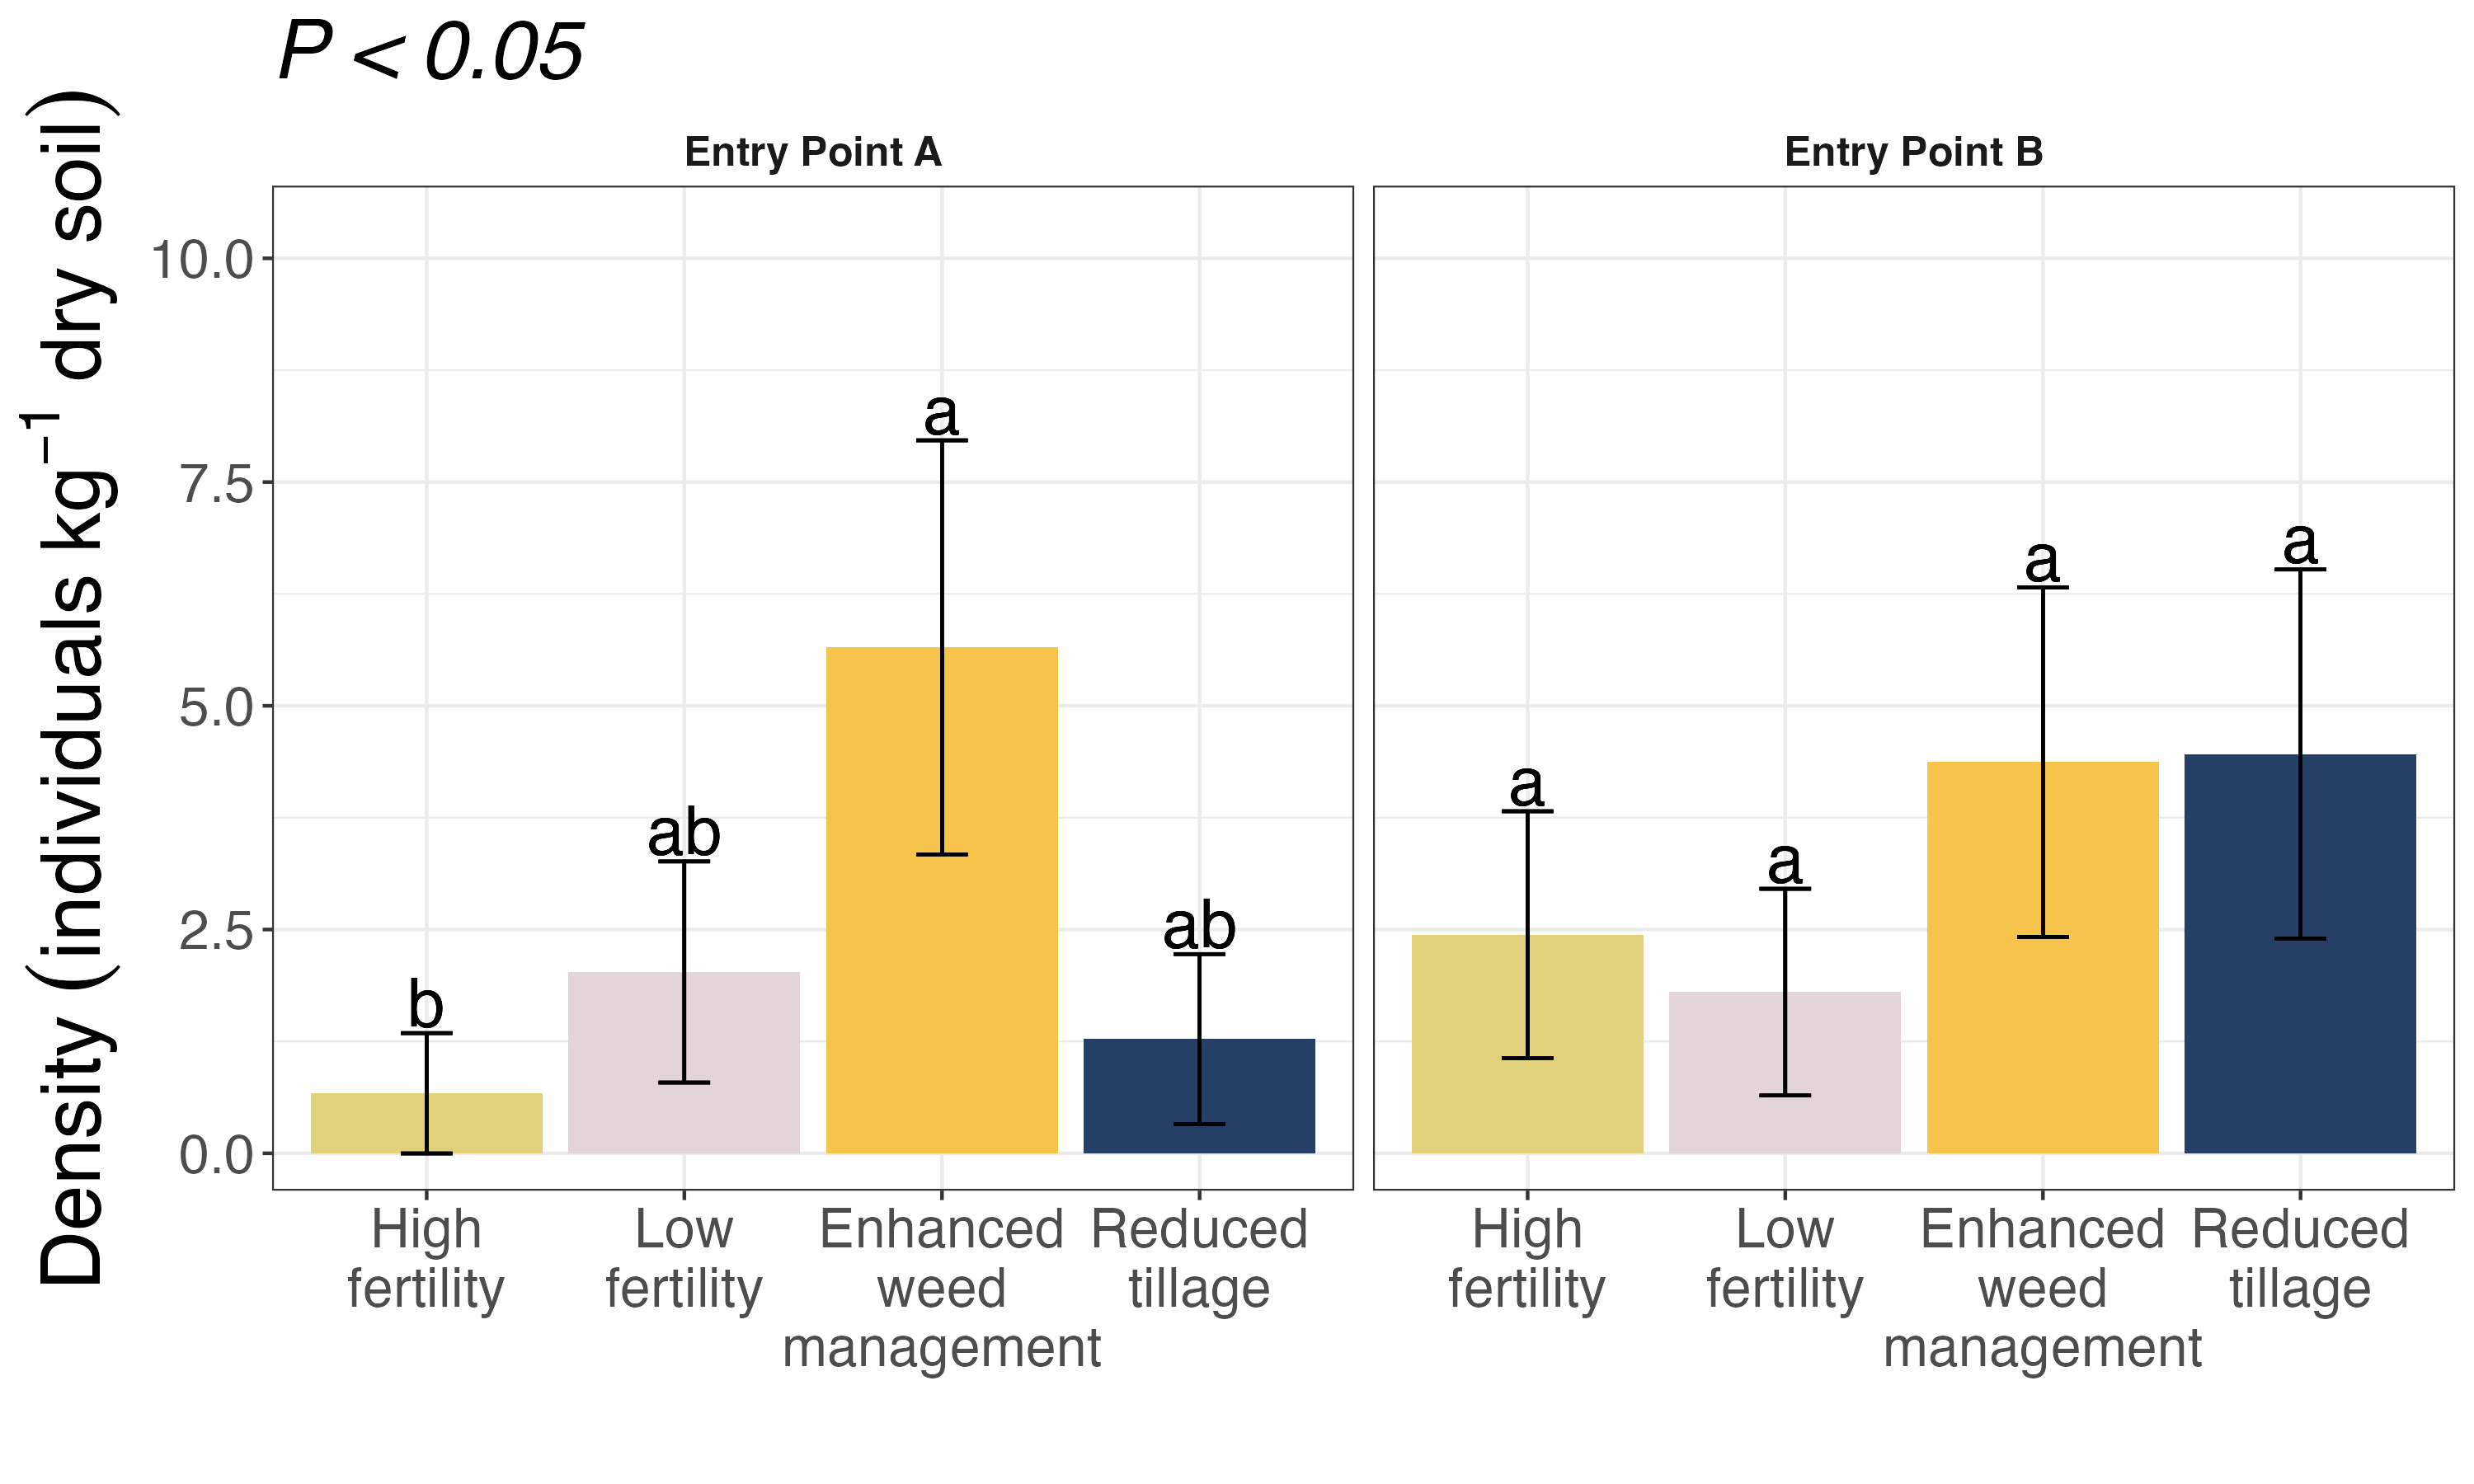 P < 0.05
Density (individuals kg⁻¹ dry soil)
Entry Point A
Entry Point B
10.0
7.5
5.0
2.5
0.0
b
ab
a
ab
a
a
a
a
High
fertility
Low
fertility
Enhanced
weed
management
Reduced
tillage
High
fertility
Low
fertility
Enhanced
weed
management
Reduced
tillage